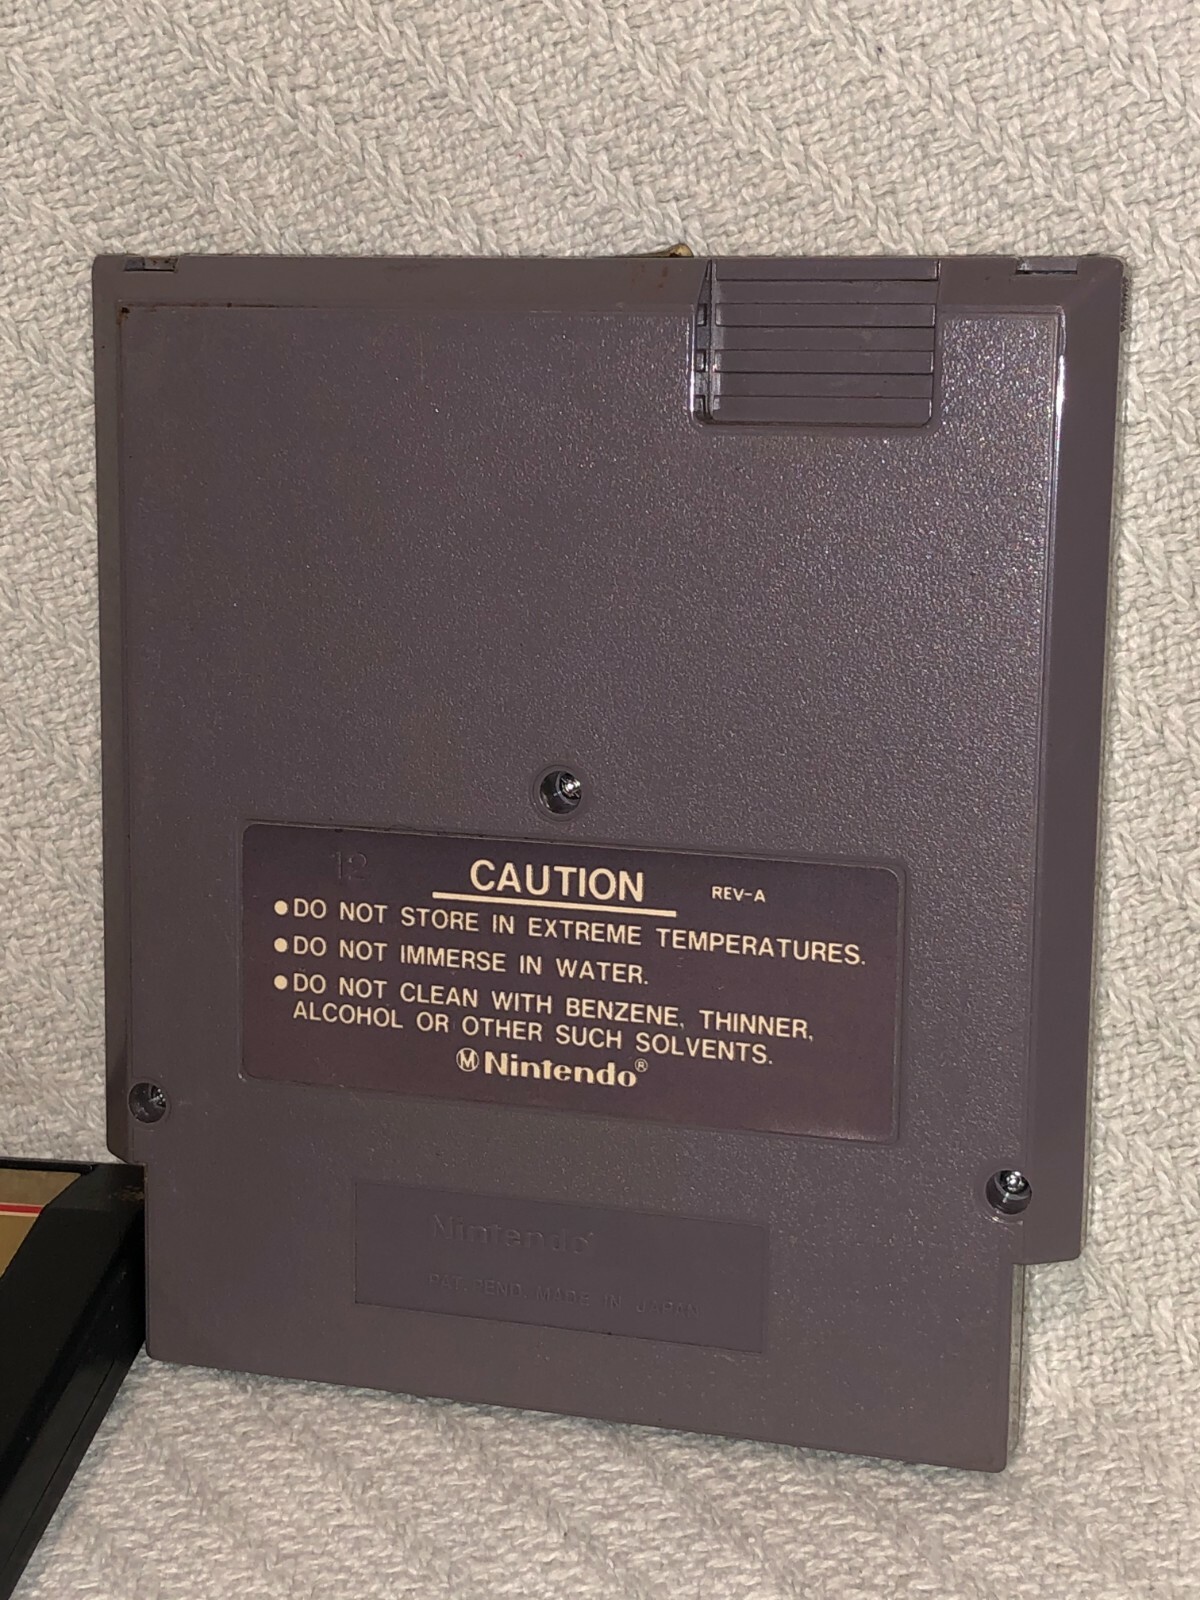 12
CAUTION REV-A
●DO NOT STORE IN EXTREME TEMPERATURES.
●DO NOT IMMERSE IN WATER.
●DO NOT CLEAN WITH BENZENE, THINNER,
ALCOHOL OR OTHER SUCH SOLVENTS.
Ⓜ Nintendo®
Nintendo®
PAT. PEND. MADE IN JAPAN